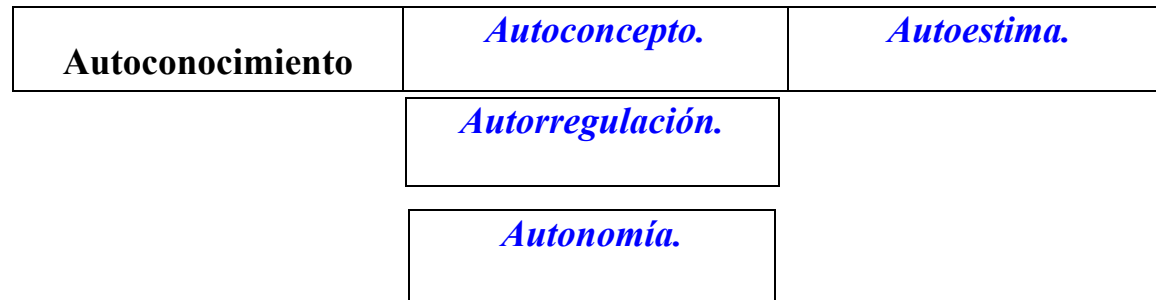 Autoconocimiento
Autoconcepto.
Autoestima.
Autorregulación.
Autonomía.